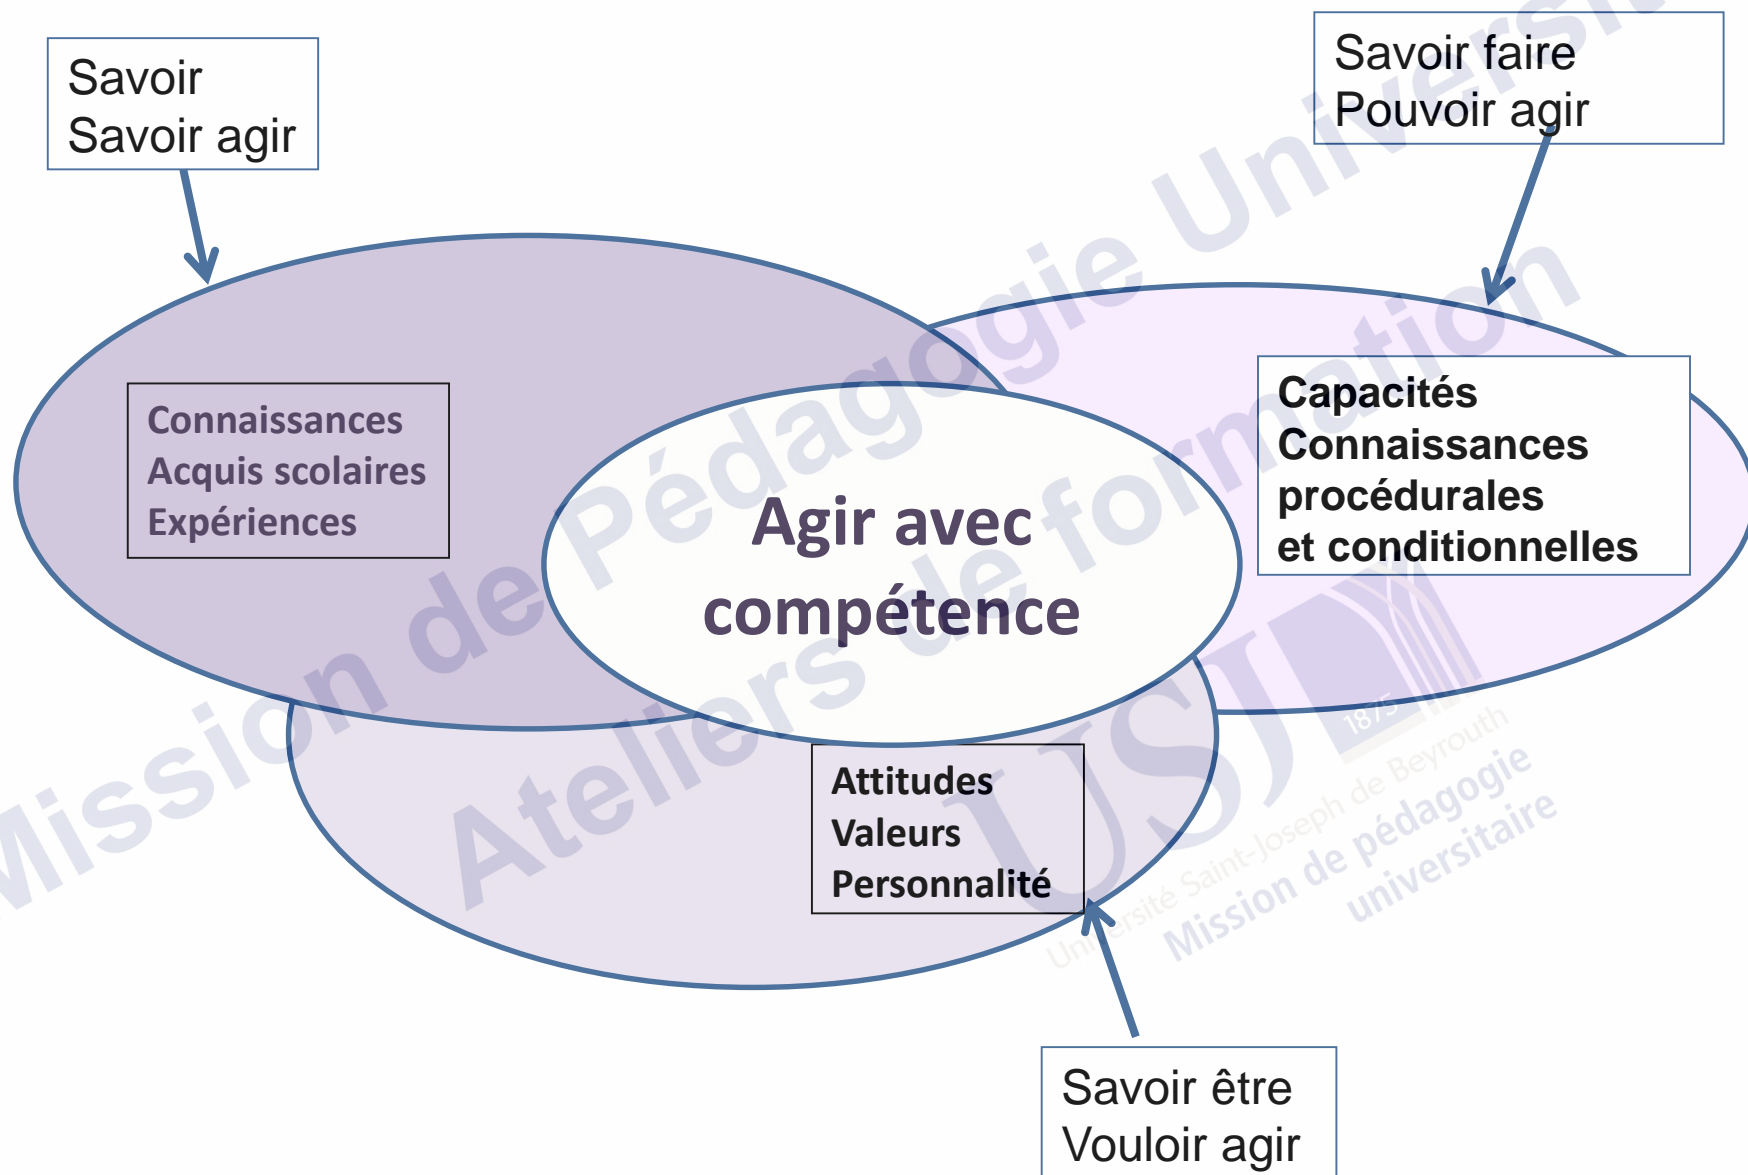 Savoir
Savoir agir
Savoir faire
Pouvoir agir
Connaissances
Acquis scolaires
Expériences
Capacités
Connaissances
procédurales
et conditionnelles
Agir avec
compétence
Attitudes
Valeurs
Personnalité
Savoir être
Vouloir agir
Mission de Pédagogie Universit
Ateliers de formation
USJ
1875
Université Saint-Joseph de Beyrouth
Mission de pédagogie
universitaire